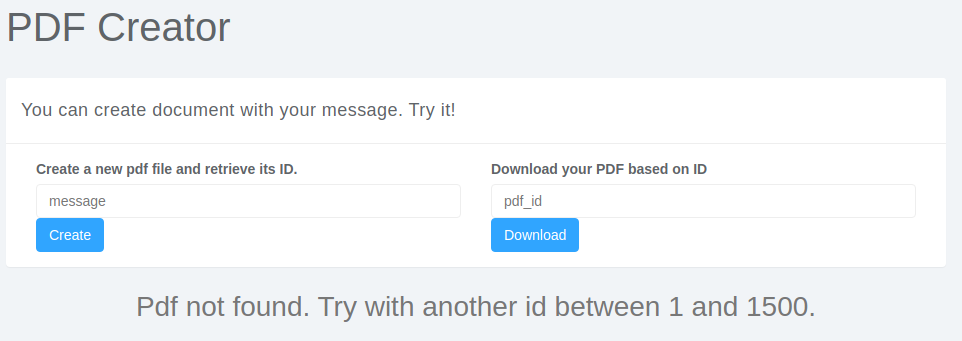 PDF Creator
You can create document with your message. Try it!
Create a new pdf file and retrieve its ID.
message
Create
Download your PDF based on ID
pdf_id
Download
Pdf not found. Try with another id between 1 and 1500.